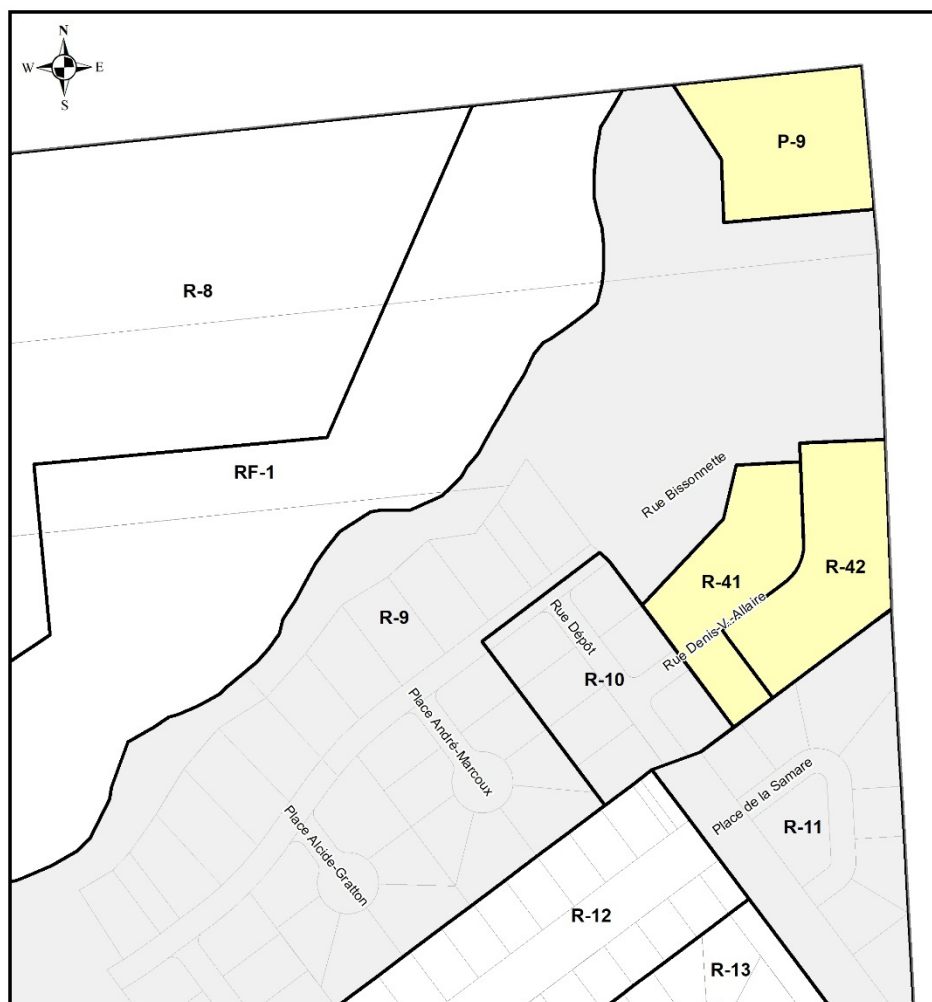 N
W E
S
P-9
R-8
RF-1
Rue Bissonnette
R-41
R-42
R-9
Rue Dépôt
Rue Denis-V.-Allaire
R-10
Place André-Marcoux
Place de la Samare
R-11
Place Alcide-Gratton
R-12
R-13